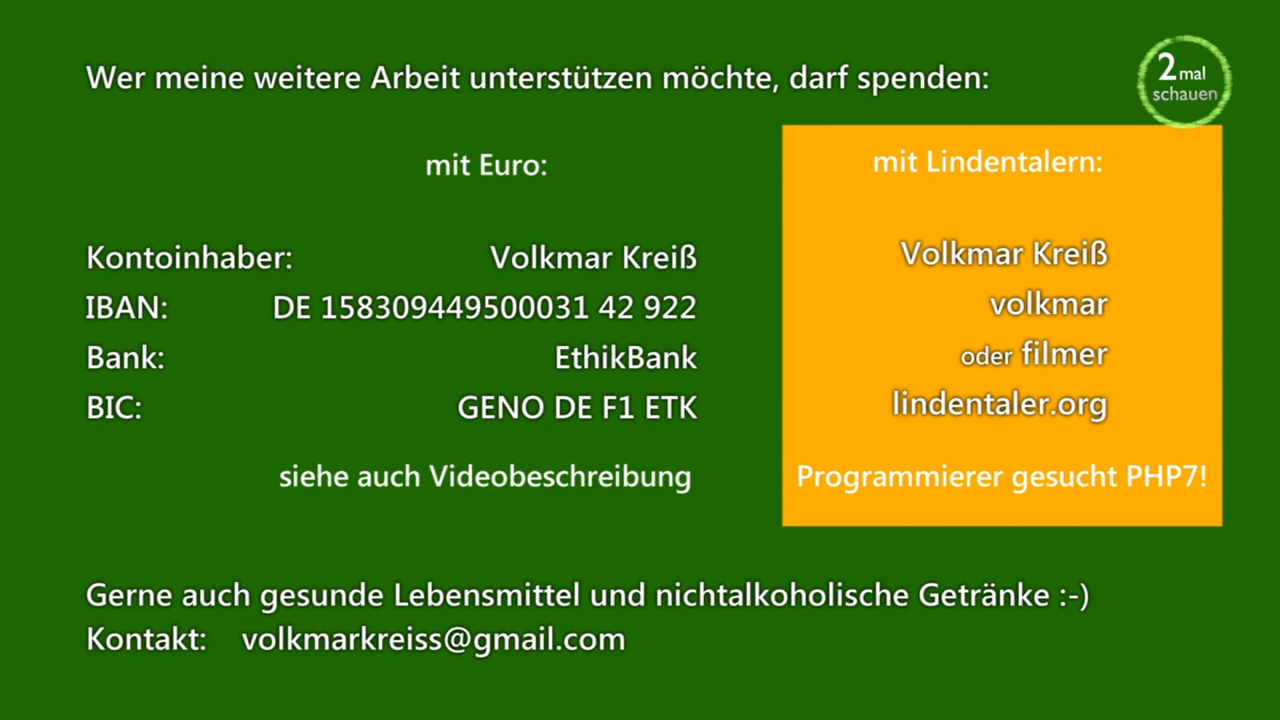 Wer meine weitere Arbeit unterstützen möchte, darf spenden:
2 mal
schauen
mit Euro:
Kontoinhaber: Volkmar Kreiß
IBAN: DE 158309449500031 42 922
Bank: EthikBank
BIC: GENO DE F1 ETK
siehe auch Videobeschreibung
mit Lindentalern:
Volkmar Kreiß
volkmar
oder filmer
lindentaler.org
Programmierer gesucht PHP7!
Gerne auch gesunde Lebensmittel und nichtalkoholische Getränke :-)
Kontakt: volkmarkreiss@gmail.com